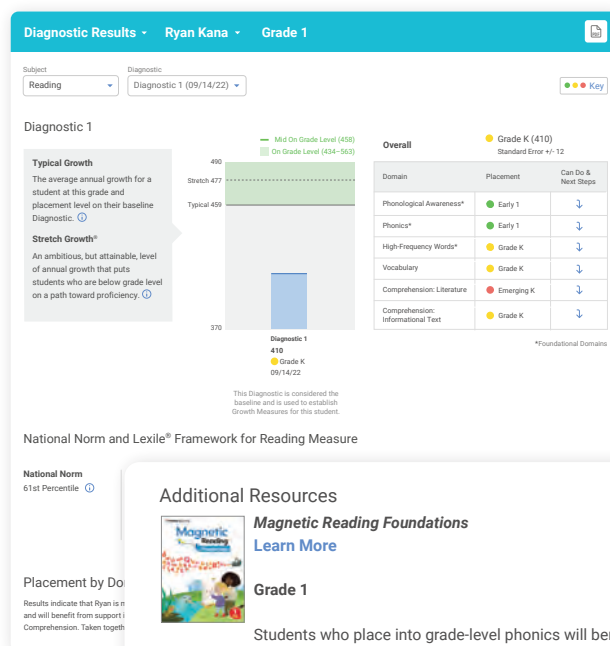 Diagnostic Results Ryan Kana Grade 1
PDF
Subject
Reading
Diagnostic
Diagnostic 1 (09/14/22)
Key
Diagnostic 1
Typical Growth
The average annual growth for a
student at this grade and
placement level on their baseline
Diagnostic.
Stretch Growth®
An ambitious, but attainable, level
of annual growth that puts
students who are below grade level
on a path toward proficiency.
Mid On Grade Level (458)
On Grade Level (434–563)
490
Stretch 477
Typical 459
370
Diagnostic 1
410
Grade K
09/14/22
This Diagnostic is considered the
baseline and is used to establish
Growth Measures for this student.
Overall
Grade K (410)
Standard Error +/- 12
Domain Placement Can Do &
Next Steps
Phonological Awareness* Early 1
Phonics* Early 1
High-Frequency Words* Grade K
Vocabulary Grade K
Comprehension: Literature Emerging K
Comprehension:
Informational Text Grade K
*Foundational Domains
National Norm and Lexile® Framework for Reading Measure
National Norm
61st Percentile
Placement by Do
Results indicate that Ryan is n
and will benefit from support i
Comprehension. Taken togeth
Additional Resources
Magnetic
Reading
Magnetic Reading Foundations
Learn More
Grade 1
Students who place into grade-level phonics will ben